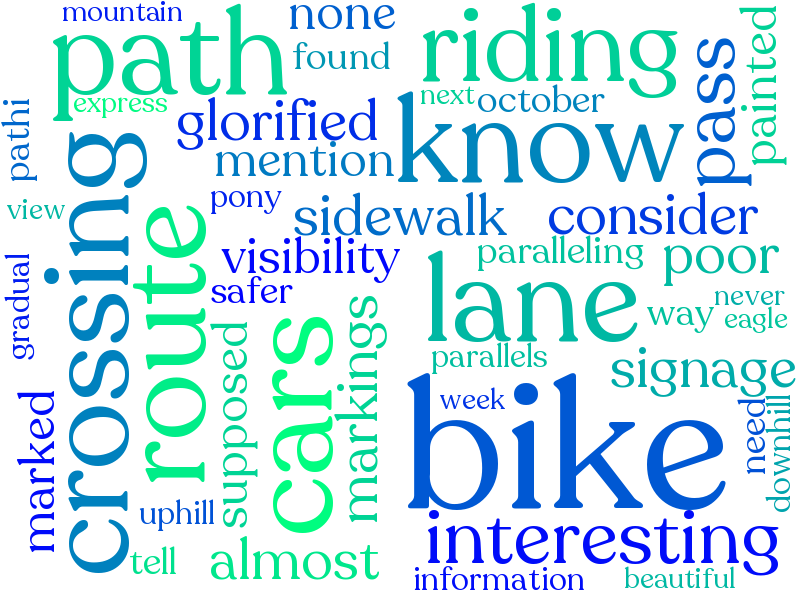 mountain
none
path
riding
found
express
next
october
pass
painted
pathi
glorified
know
mention
crossing
view
pony
sidewalk
consider
route
visibility
paralleling
poor
safer
lane
way
never
eagle
gradual
supposed
cars
markings
parallels
signage
week
bike
need
downhill
marked
uphill
interesting
tell
almost
information
beautiful